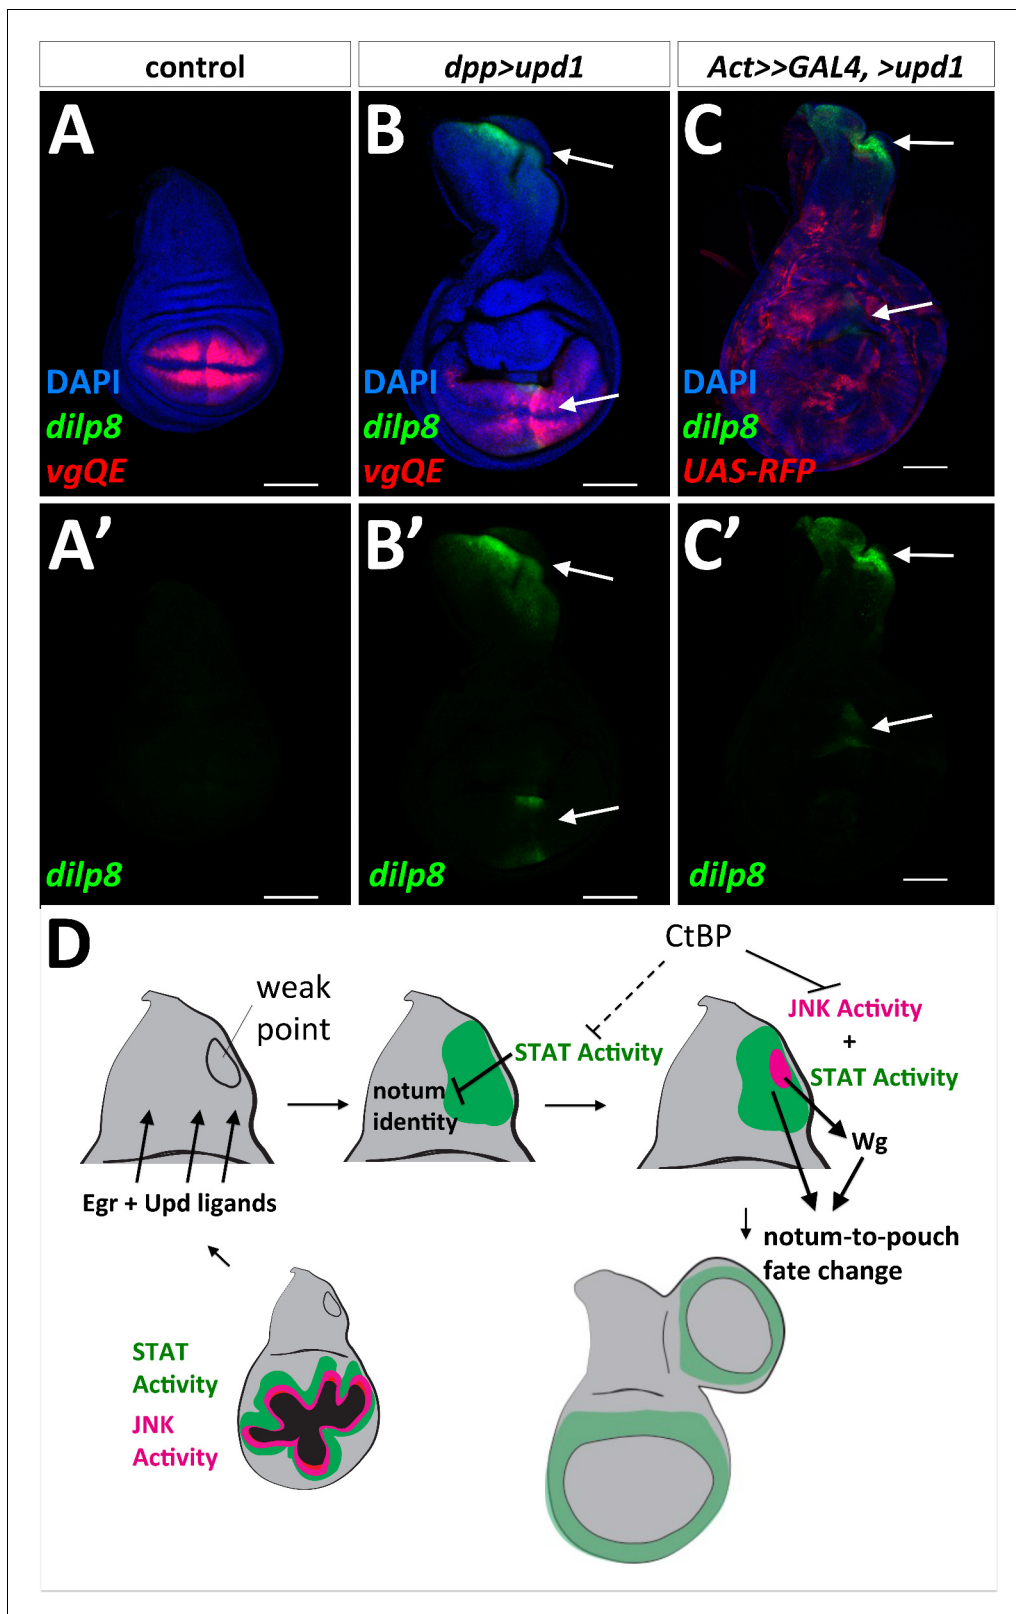 control
dpp>upd1
Act>>GAL4, >upd1
A
DAPI
dilp8
vgQE
B
DAPI
dilp8
vgQE
C
DAPI
dilp8
UAS-RFP
A’
dilp8
B’
dilp8
C’
dilp8
D
weak
point
Egr + Upd ligands
STAT
Activity
JNK
Activity
notum
identity
STAT Activity
CtBP
JNK Activity
+
STAT Activity
Wg
notum-to-pouch
fate change